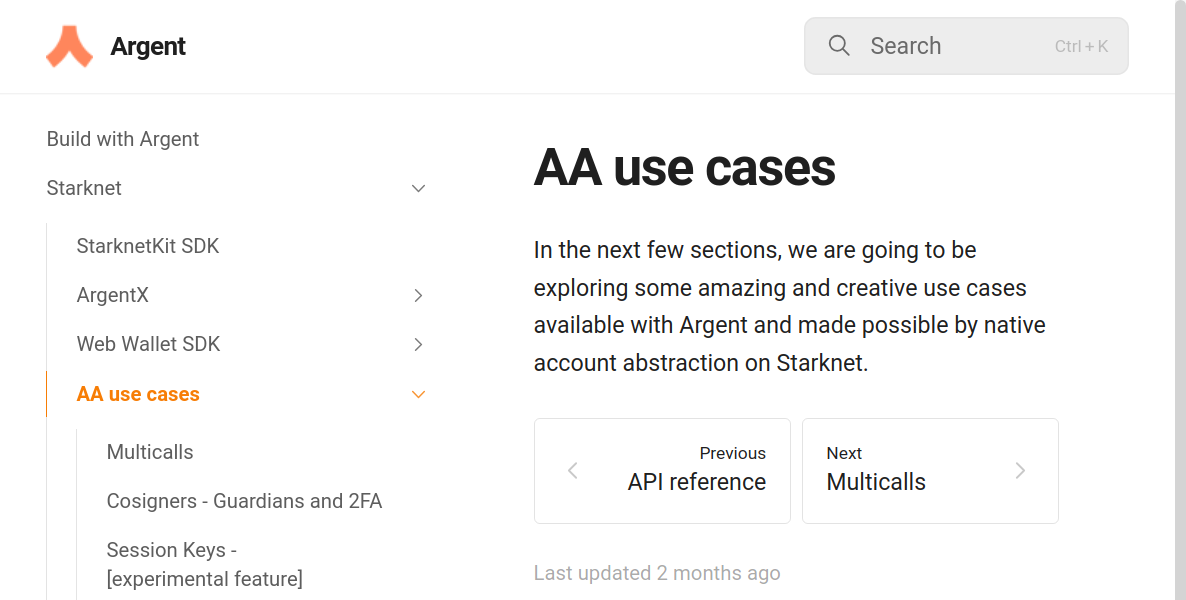 Argent
Search
Ctrl + K
Build with Argent
Starknet
StarknetKit SDK
ArgentX
Web Wallet SDK
AA use cases
Multicalls
Cosigners - Guardians and 2FA
Session Keys -
[experimental feature]
AA use cases
In the next few sections, we are going to be
exploring some amazing and creative use cases
available with Argent and made possible by native
account abstraction on Starknet.
Previous
API reference
Next
Multicalls
Last updated 2 months ago